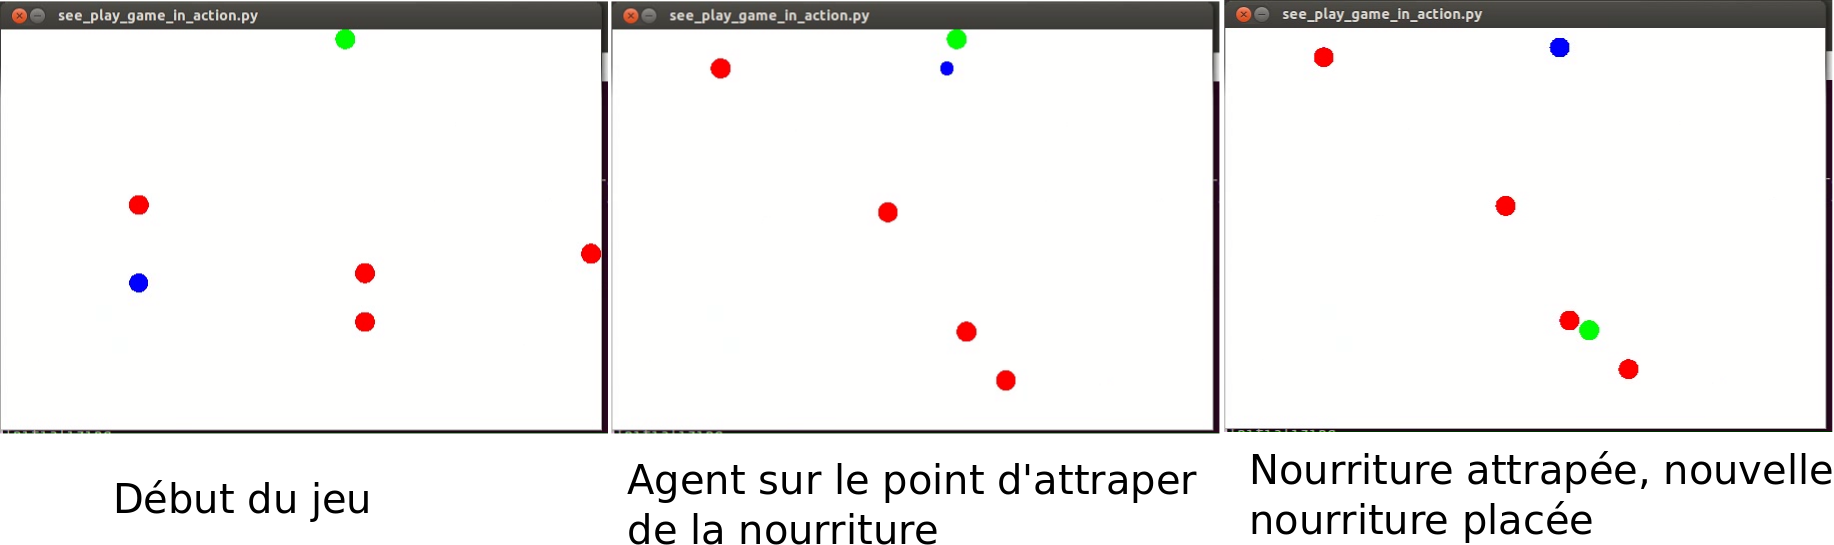 see_play_game_in_action.py
see_play_game_in_action.py
see_play_game_in_action.py
Début du jeu
Agent sur le point d'attraper
de la nourriture
Nourriture attrapée, nouvelle
nourriture placée